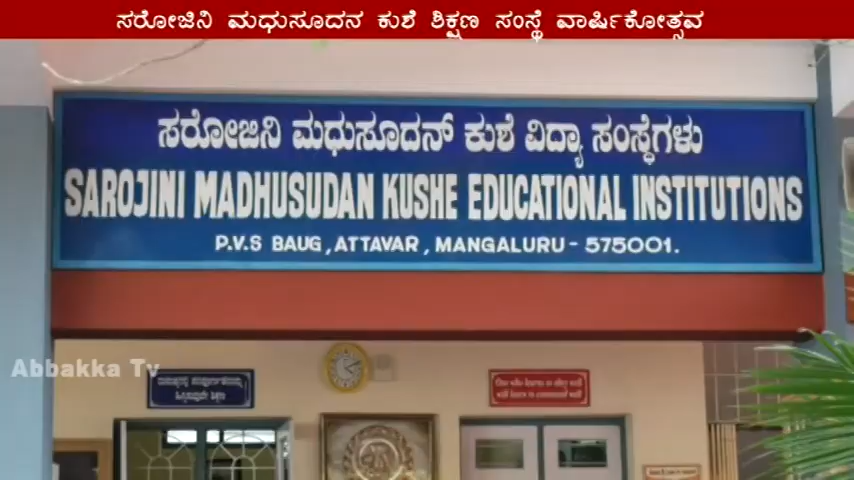 ಸರೋಜಿನಿ ಮಧುಸೂದನ ಕುಶೆ ಶಿಕ್ಷಣ ಸಂಸ್ಥೆ ವಾರ್ಷಿಕೋತ್ಸವ
ಸರೋಜಿನಿ ಮಧುಸೂದನ್ ಕುಶೆ ವಿದ್ಯಾ ಸಂಸ್ಥೆಗಳು
SAROJINI MADHUSUDAN KUSHE EDUCATIONAL INSTITUTIONS
P.V.S BAUG, ATTAVAR, MANGALURU - 575001.
Abbakka Tv